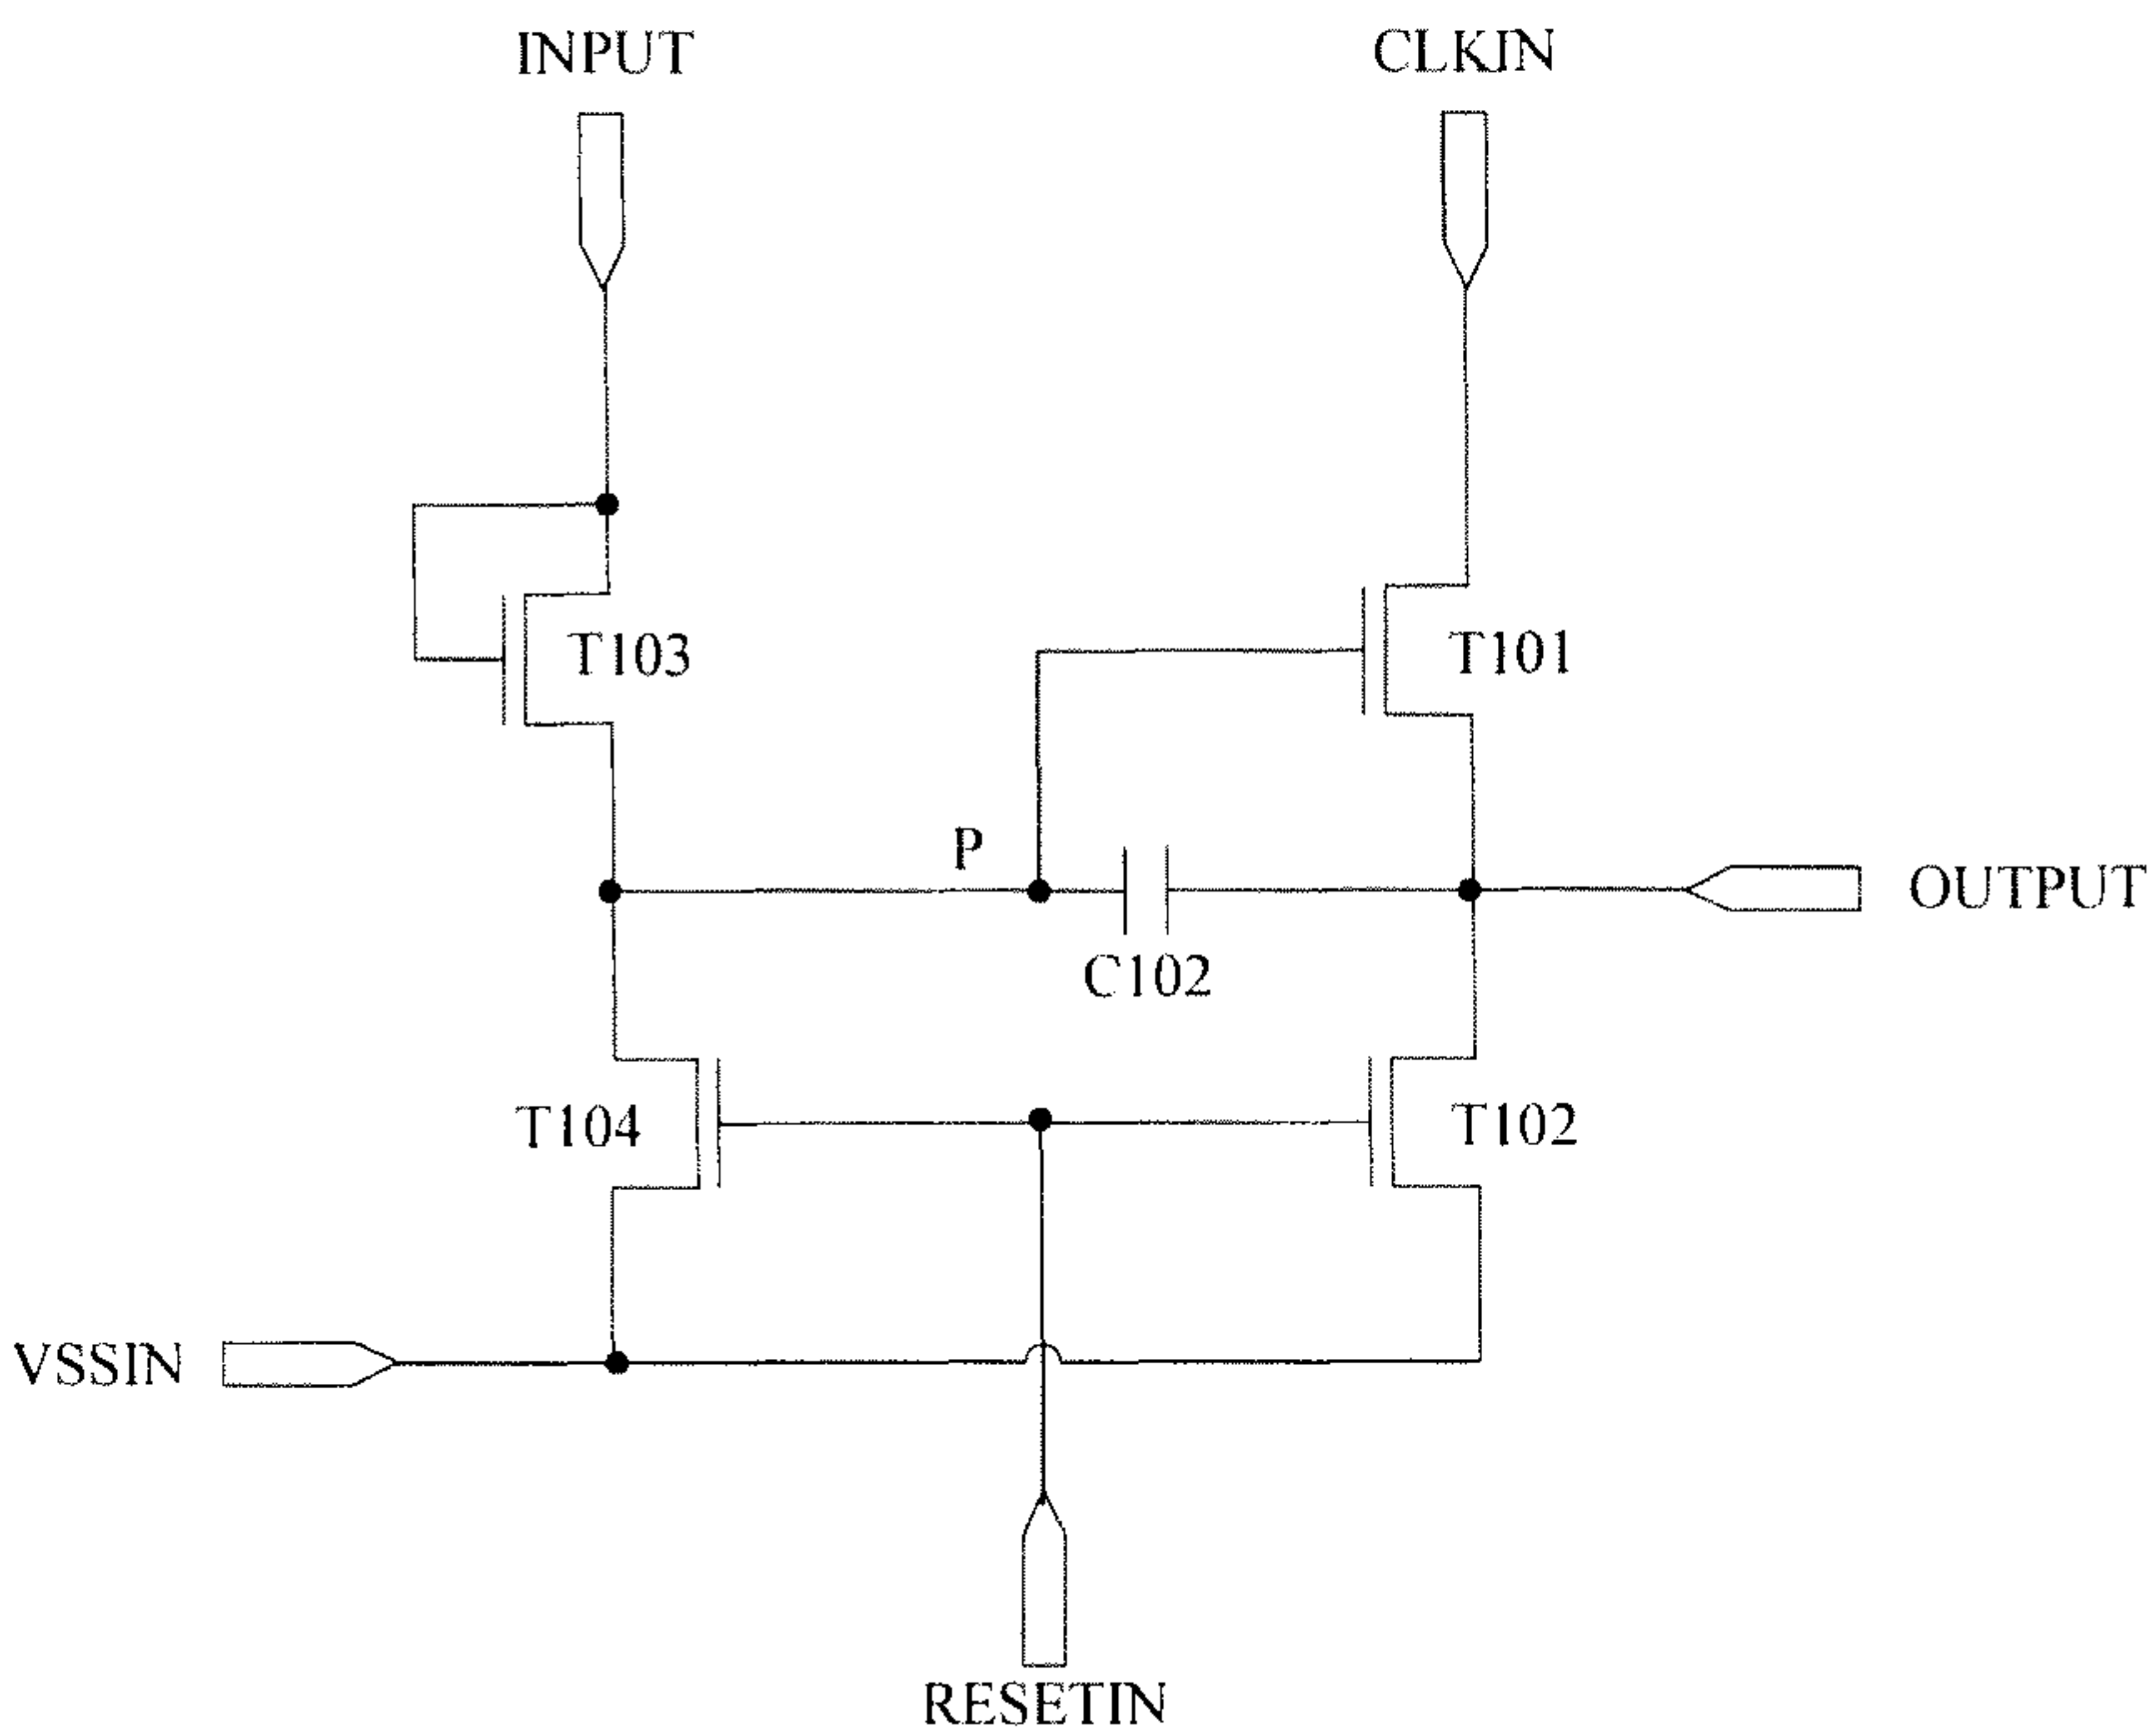 INPUT
CLKIN
T103
T101
P
OUTPUT
C102
T104
T102
VSSIN
RESETIN